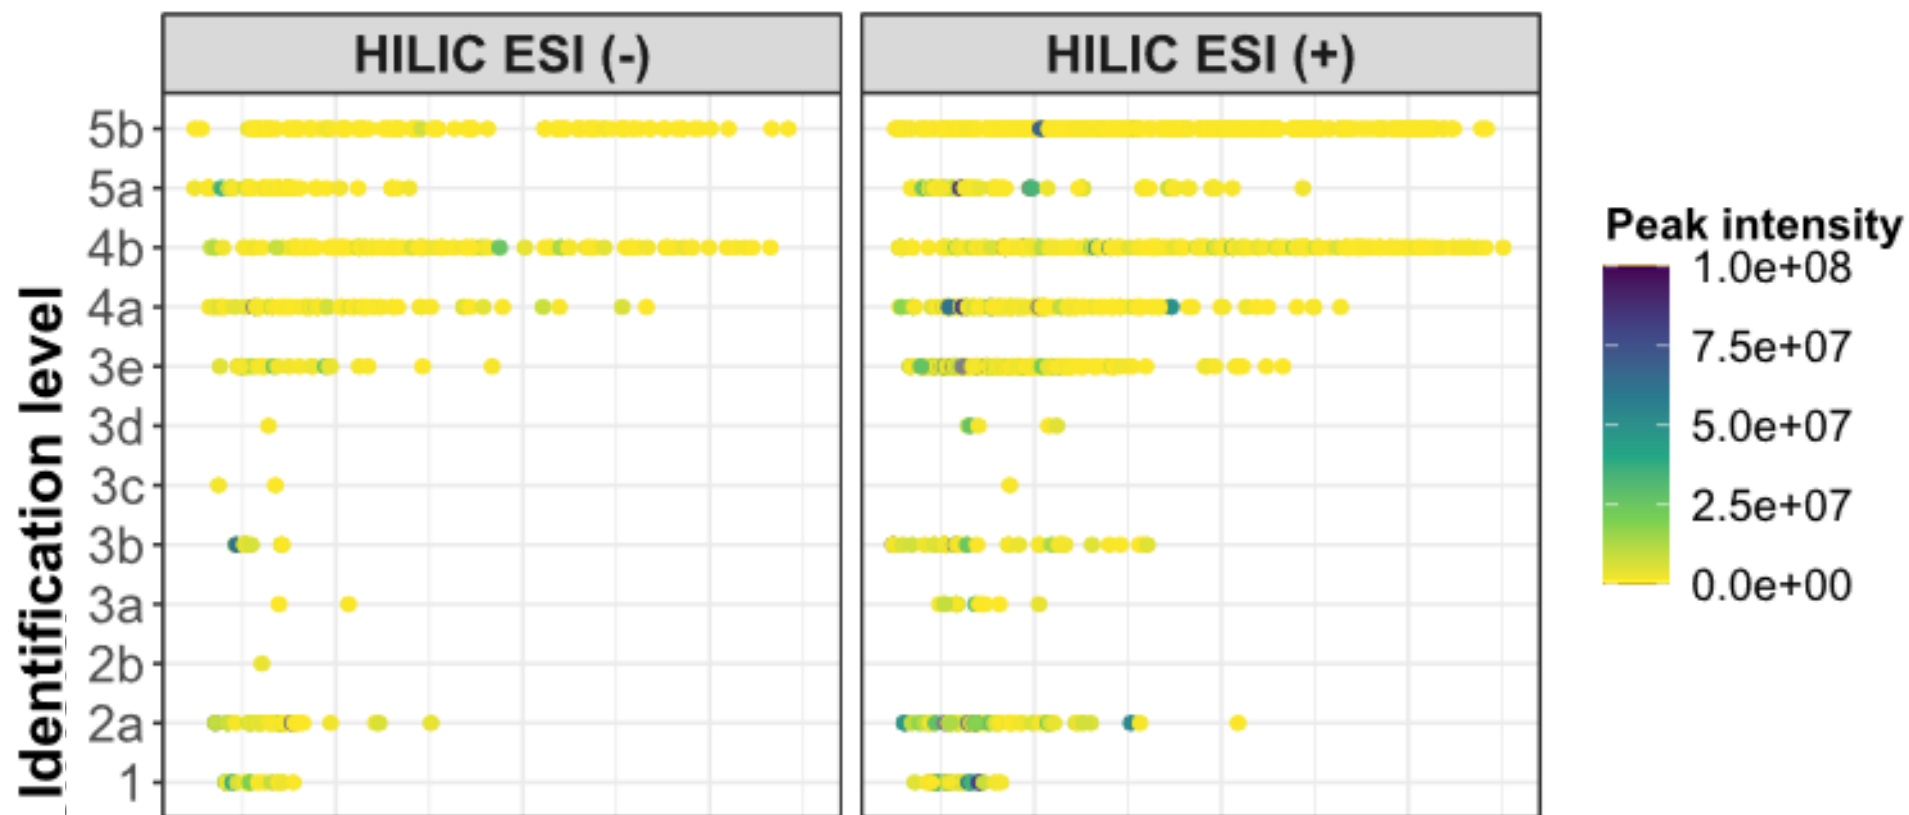 HILIC ESI (-)
HILIC ESI (+)
Identification level
5b
5a
4b
4a
3e
3d
3c
3b
3a
2b
2a
1
Peak intensity
1.0e+08
7.5e+07
5.0e+07
2.5e+07
0.0e+00